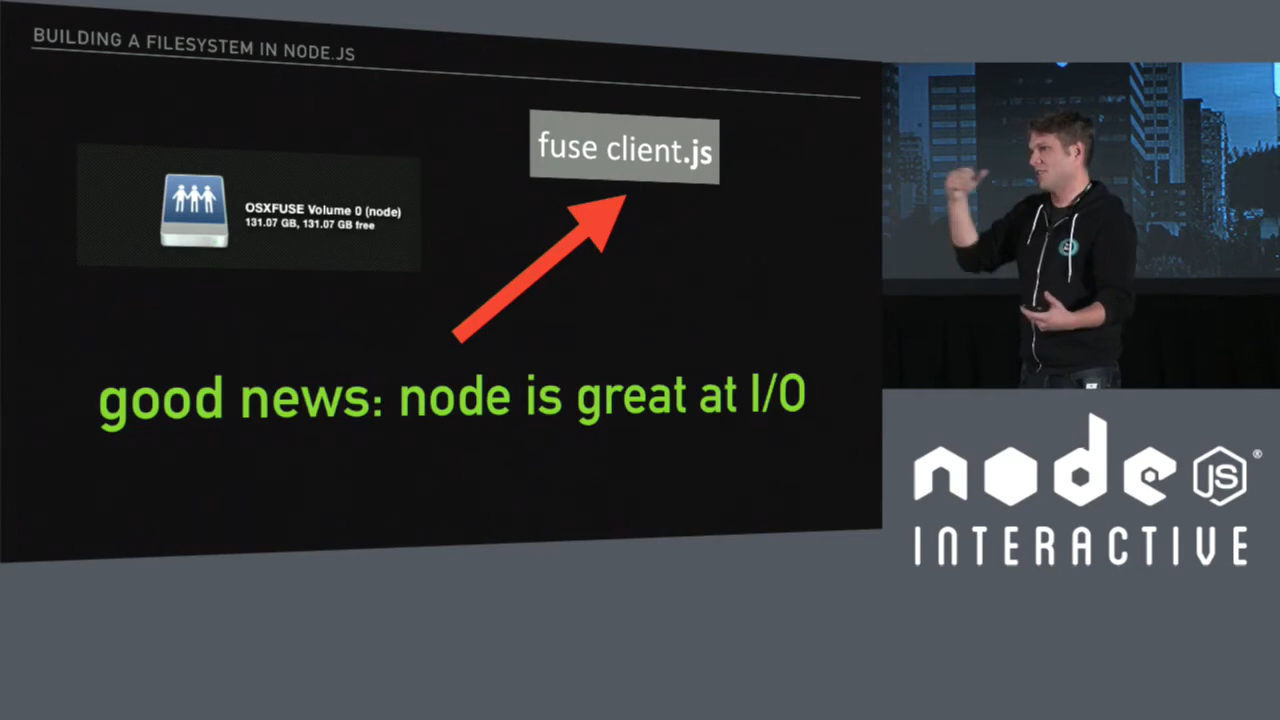 BUILDING A FILESYSTEM IN NODE.JS
fuse client.js
OSXFUSE Volume 0 (node)
131.07 GB, 131.07 GB free
good news: node is great at I/O
node JS ®
INTERACTIVE